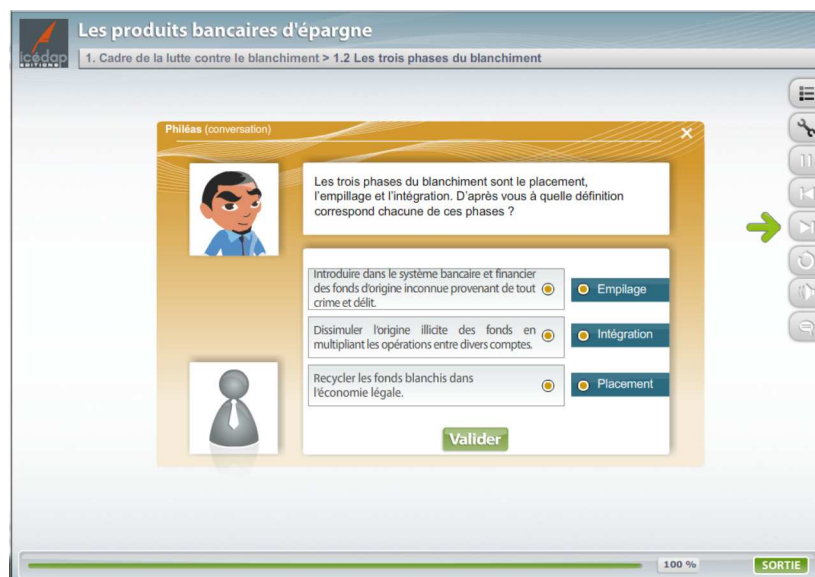 Les produits bancaires d'épargne
icédap
EDITIONS
1. Cadre de la lutte contre le blanchiment > 1.2 Les trois phases du blanchiment
Philéas (conversation)
Les trois phases du blanchiment sont le placement,
l'empillage et l'intégration. D'après vous à quelle définition
correspond chacune de ces phases ?
Introduire dans le système bancaire et financier
des fonds d'origine inconnue provenant de tout
crime et délit.
Empilage
Dissimuler l'origine illicite des fonds en
multipliant les opérations entre divers comptes.
Intégration
Recycler les fonds blanchis dans
l'économie légale.
Placement
Valider
100 %
SORTIE